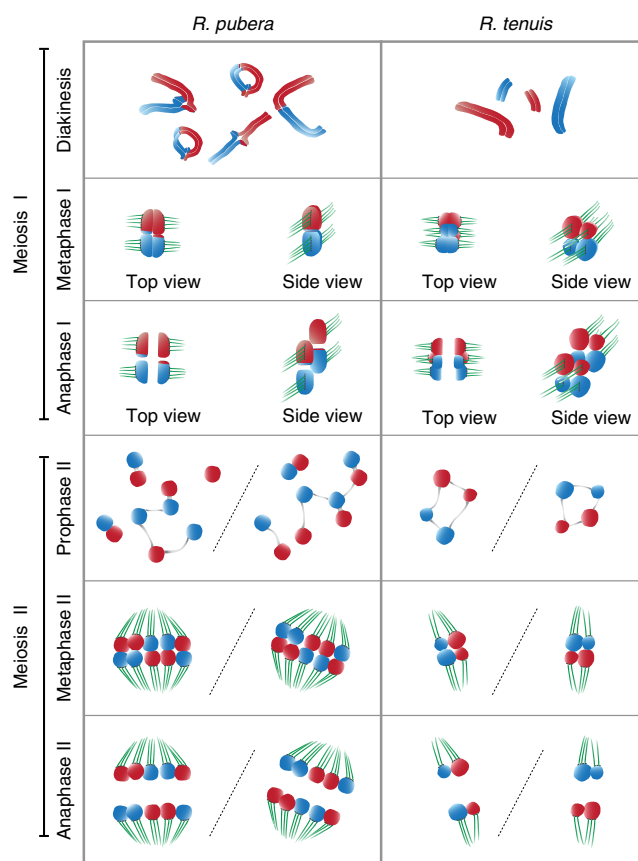 R. pubera
R. tenuis
Meiosis I
Diakinesis
Metaphase I
Top view
Side view
Top view
Side view
Anaphase I
Top view
Side view
Top view
Side view
Meiosis II
Prophase II
Metaphase II
Anaphase II